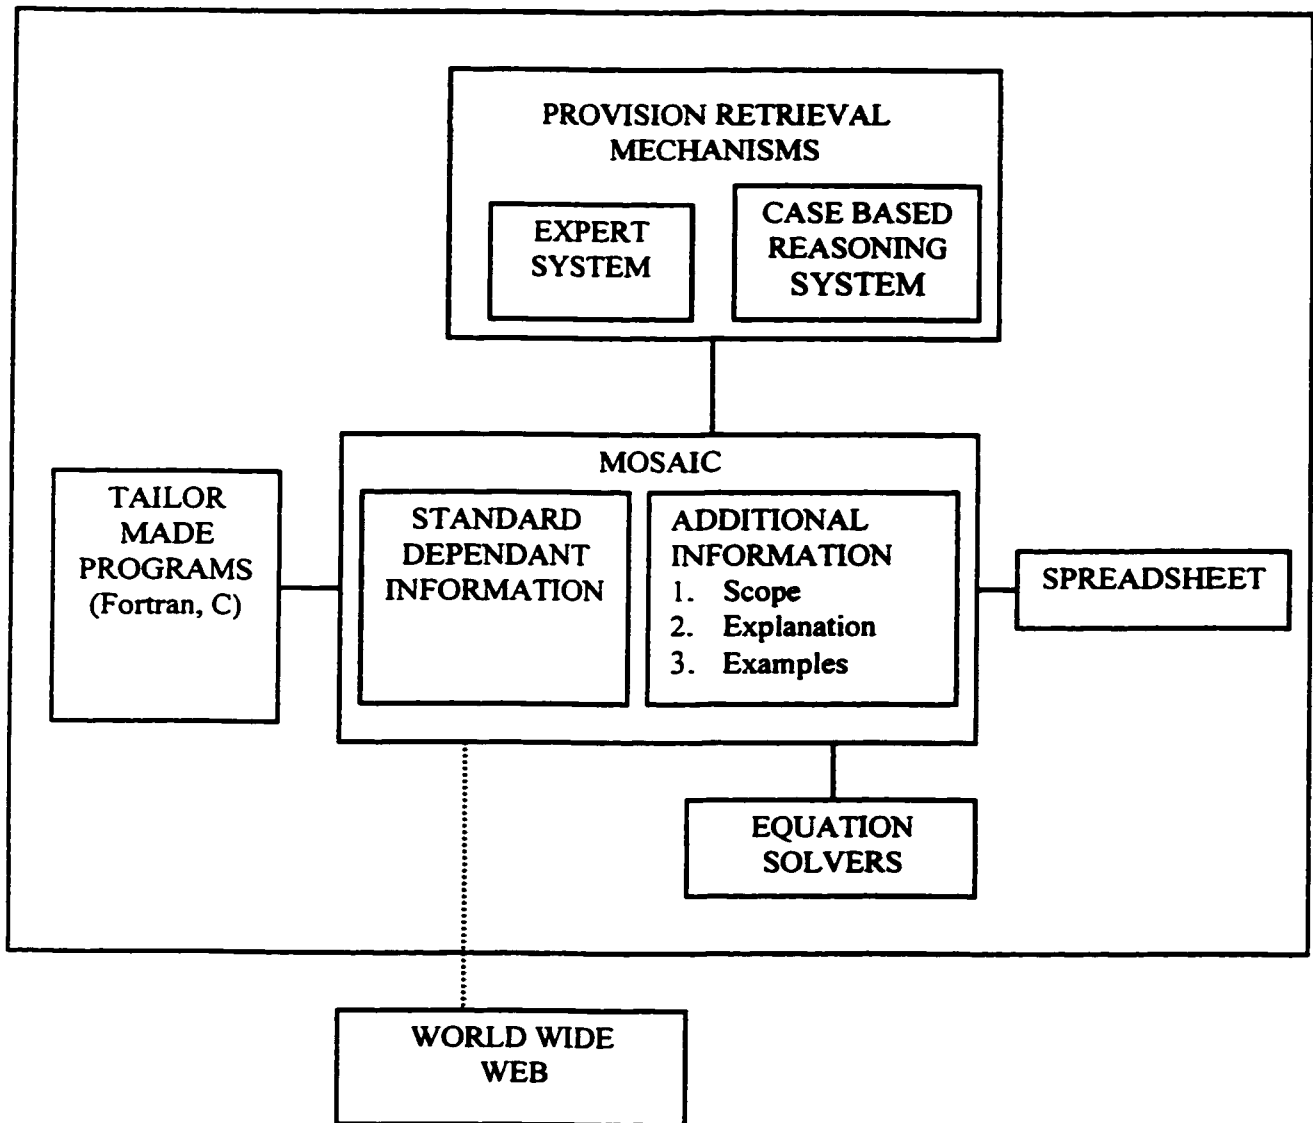 PROVISION RETRIEVAL
MECHANISMS
EXPERT
SYSTEM
CASE BASED
REASONING
SYSTEM
MOSAIC
TAILOR
MADE
PROGRAMS
(Fortran, C)
STANDARD
DEPENDANT
INFORMATION
ADDITIONAL
INFORMATION
1. Scope
2. Explanation
3. Examples
SPREADSHEET
EQUATION
SOLVERS
WORLD WIDE
WEB